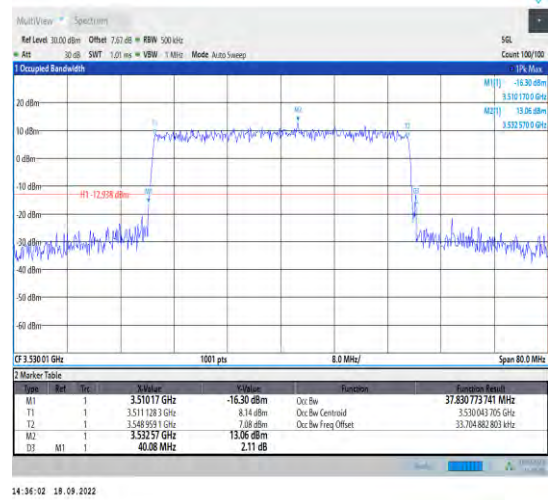 MultiView Spectrum
Ref Level 30.00 dBm Offset 7.67 dB RBW 500 kHz SGL
Att 30 dB SWT 1.01 ms VBW 1 MHz Mode Auto Sweep Count 100/100
1 Occupied Bandwidth 1Pk Max
M1[1] -16.30 dBm
3.510 170 0 GHz
M2[1] 13.06 dBm
3.532 570 0 GHz
20 dBm
M2
T1
T2
10 dBm
0 dBm
-10 dBm
H1 -12.938 dBm
M1
D3
-20 dBm
-30 dBm
-40 dBm
-50 dBm
-60 dBm
CF 3.530 01 GHz 1001 pts 8.0 MHz/ Span 80.0 MHz
2 Marker Table
Type Ref Trc X-Value Y-Value Function Function Result
M1 1 3.51017 GHz -16.30 dBm Occ Bw 37.830 773 741 MHz
T1 1 3.511 128 3 GHz 8.14 dBm Occ Bw Centroid 3.530 043 705 GHz
T2 1 3.548 959 1 GHz 7.08 dBm Occ Bw Freq Offset 33.704 882 803 kHz
M2 1 3.532 57 GHz 13.06 dBm
D3 M1 1 40.08 MHz 2.11 dB
14:36:02 18.09.2022